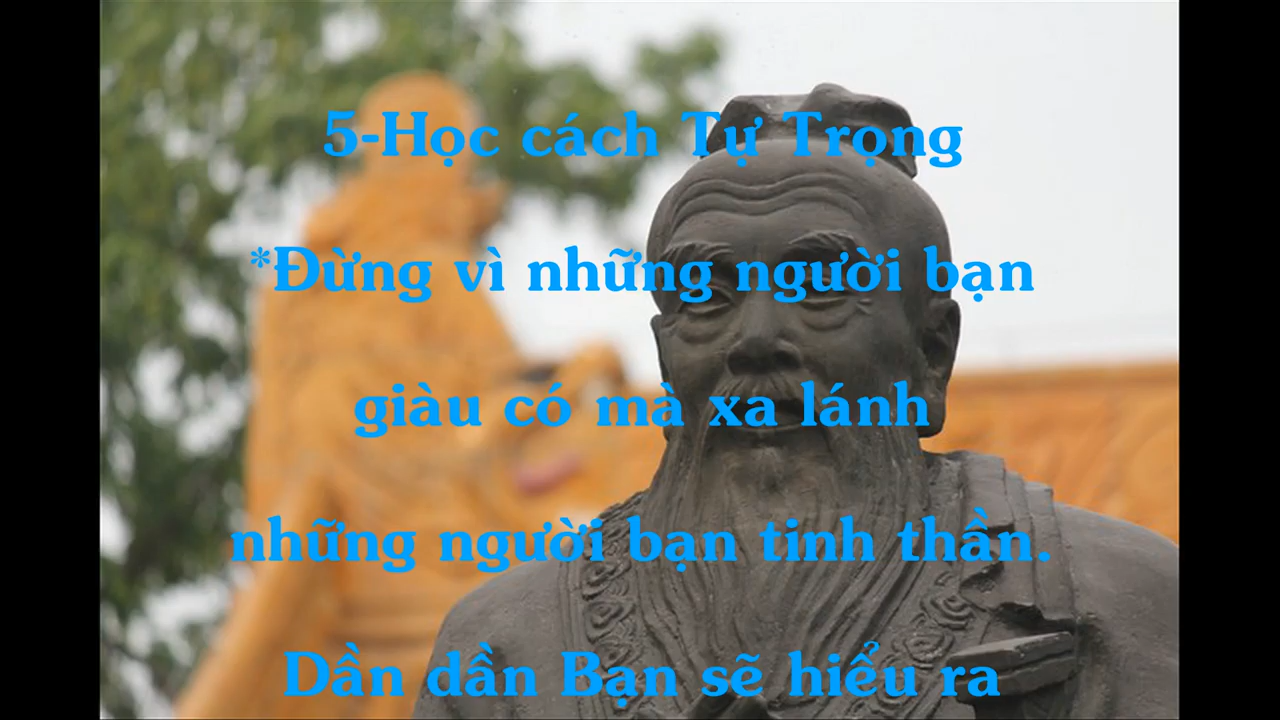 5-Học cách Tự Trọng
*Đừng vì những người bạn
giàu có mà xa lánh
những người bạn tinh thần.
Dần dần Bạn sẽ hiểu ra